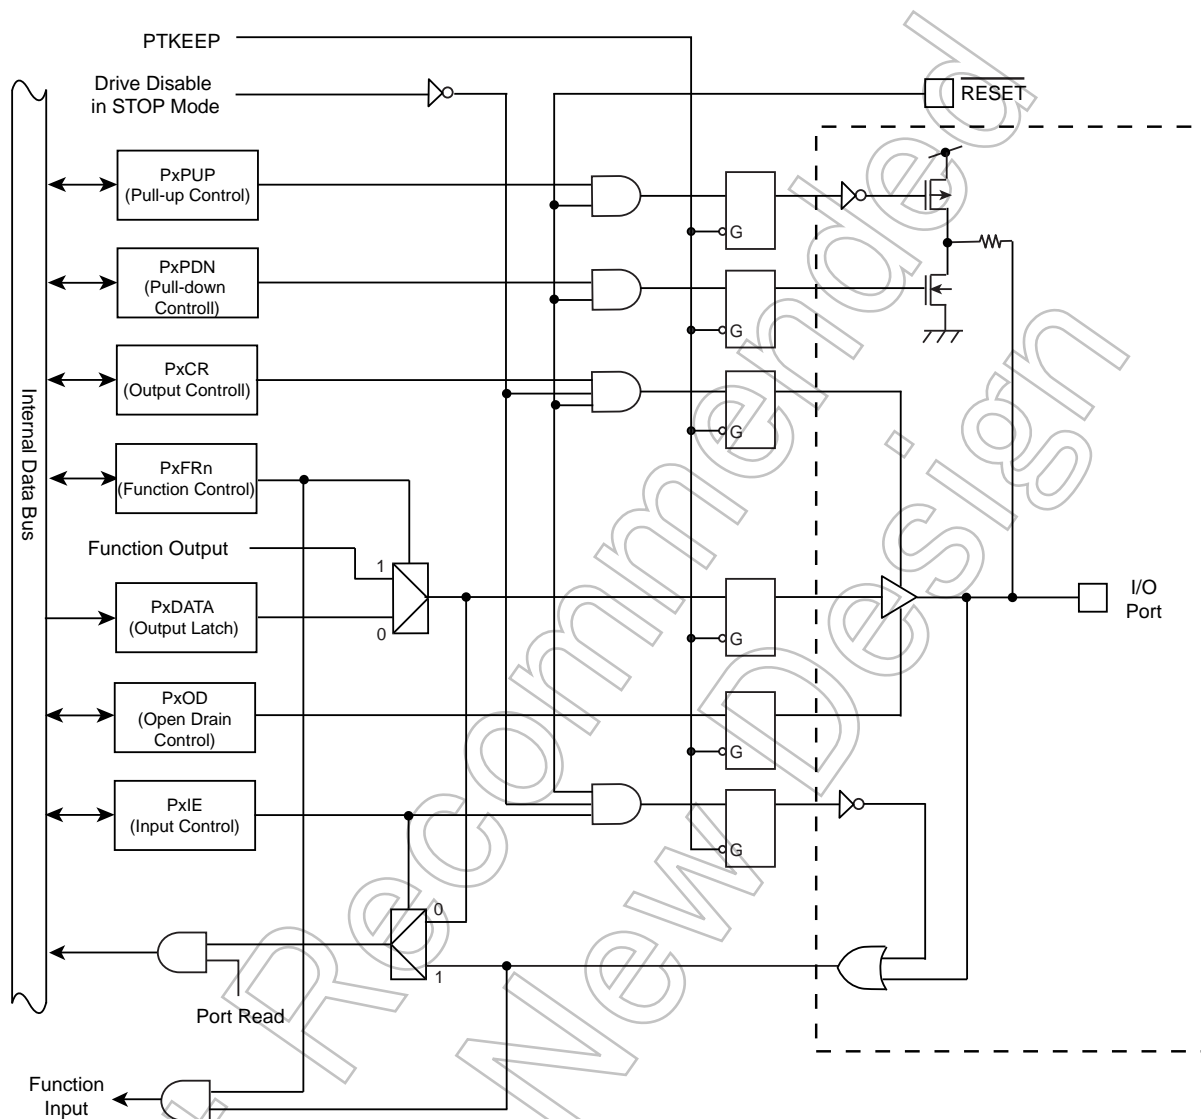 PTKEEP
Drive Disable
in STOP Mode
RESET
PxPUP
(Pull-up Control)
G
PxPDN
(Pull-down
Controll)
G
PxCR
(Output Controll)
G
Internal Data Bus
PxFRn
(Function Control)
Function Output
1
0
PxDATA
(Output Latch)
G
I/O
Port
PxOD
(Open Drain
Control)
G
PxIE
(Input Control)
G
0
1
Port Read
Function
Input
Recommended
New Design